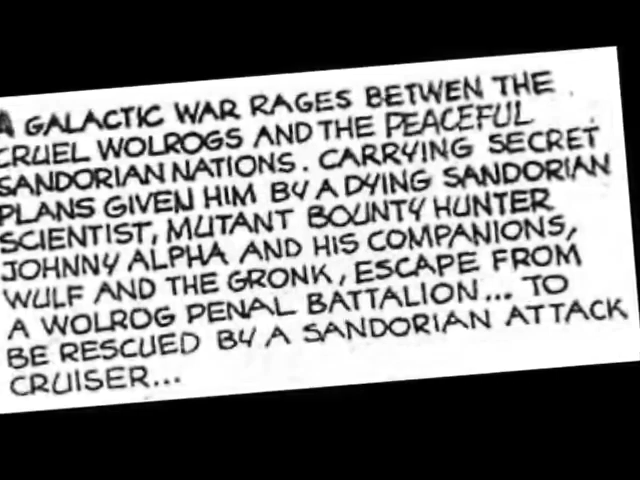 A GALACTIC WAR RAGES BETWEN THE
CRUEL WOLROGS AND THE PEACEFUL
SANDORIAN NATIONS. CARRYING SECRET
PLANS GIVEN HIM BY A DYING SANDORIAN
SCIENTIST, MUTANT BOUNTY HUNTER
JOHNNY ALPHA AND HIS COMPANIONS,
WULF AND THE GRONK, ESCAPE FROM
A WOLROG PENAL BATTALION... TO
BE RESCUED BY A SANDORIAN ATTACK
CRUISER...